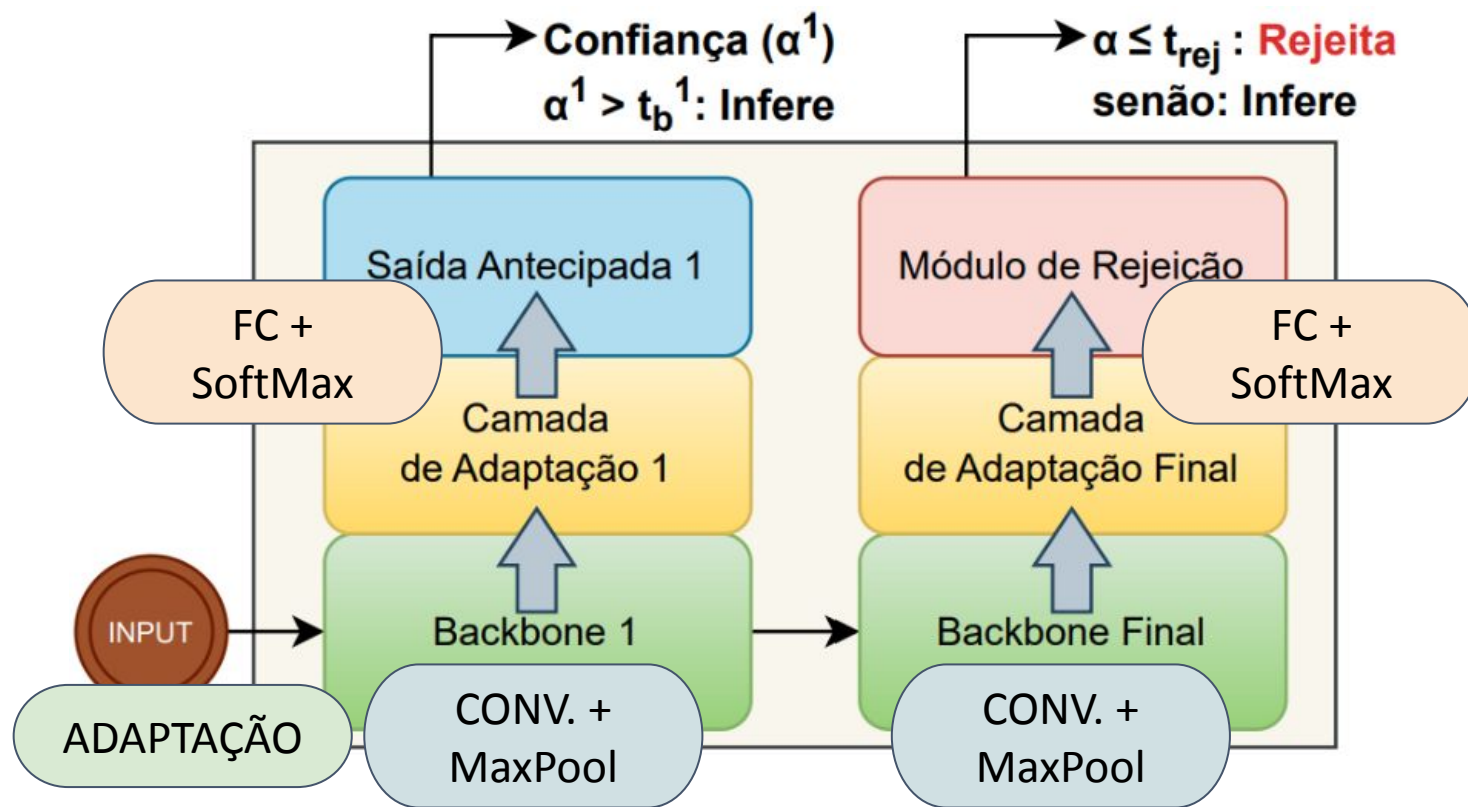 Confiança (α¹)
α¹ > t_b¹: Infere
α ≤ t_rej : Rejeita
senão: Infere
Saída Antecipada 1
Módulo de Rejeição
FC +
SoftMax
FC +
SoftMax
Camada
de Adaptação 1
Camada
de Adaptação Final
INPUT
Backbone 1
Backbone Final
ADAPTAÇÃO
CONV. +
MaxPool
CONV. +
MaxPool